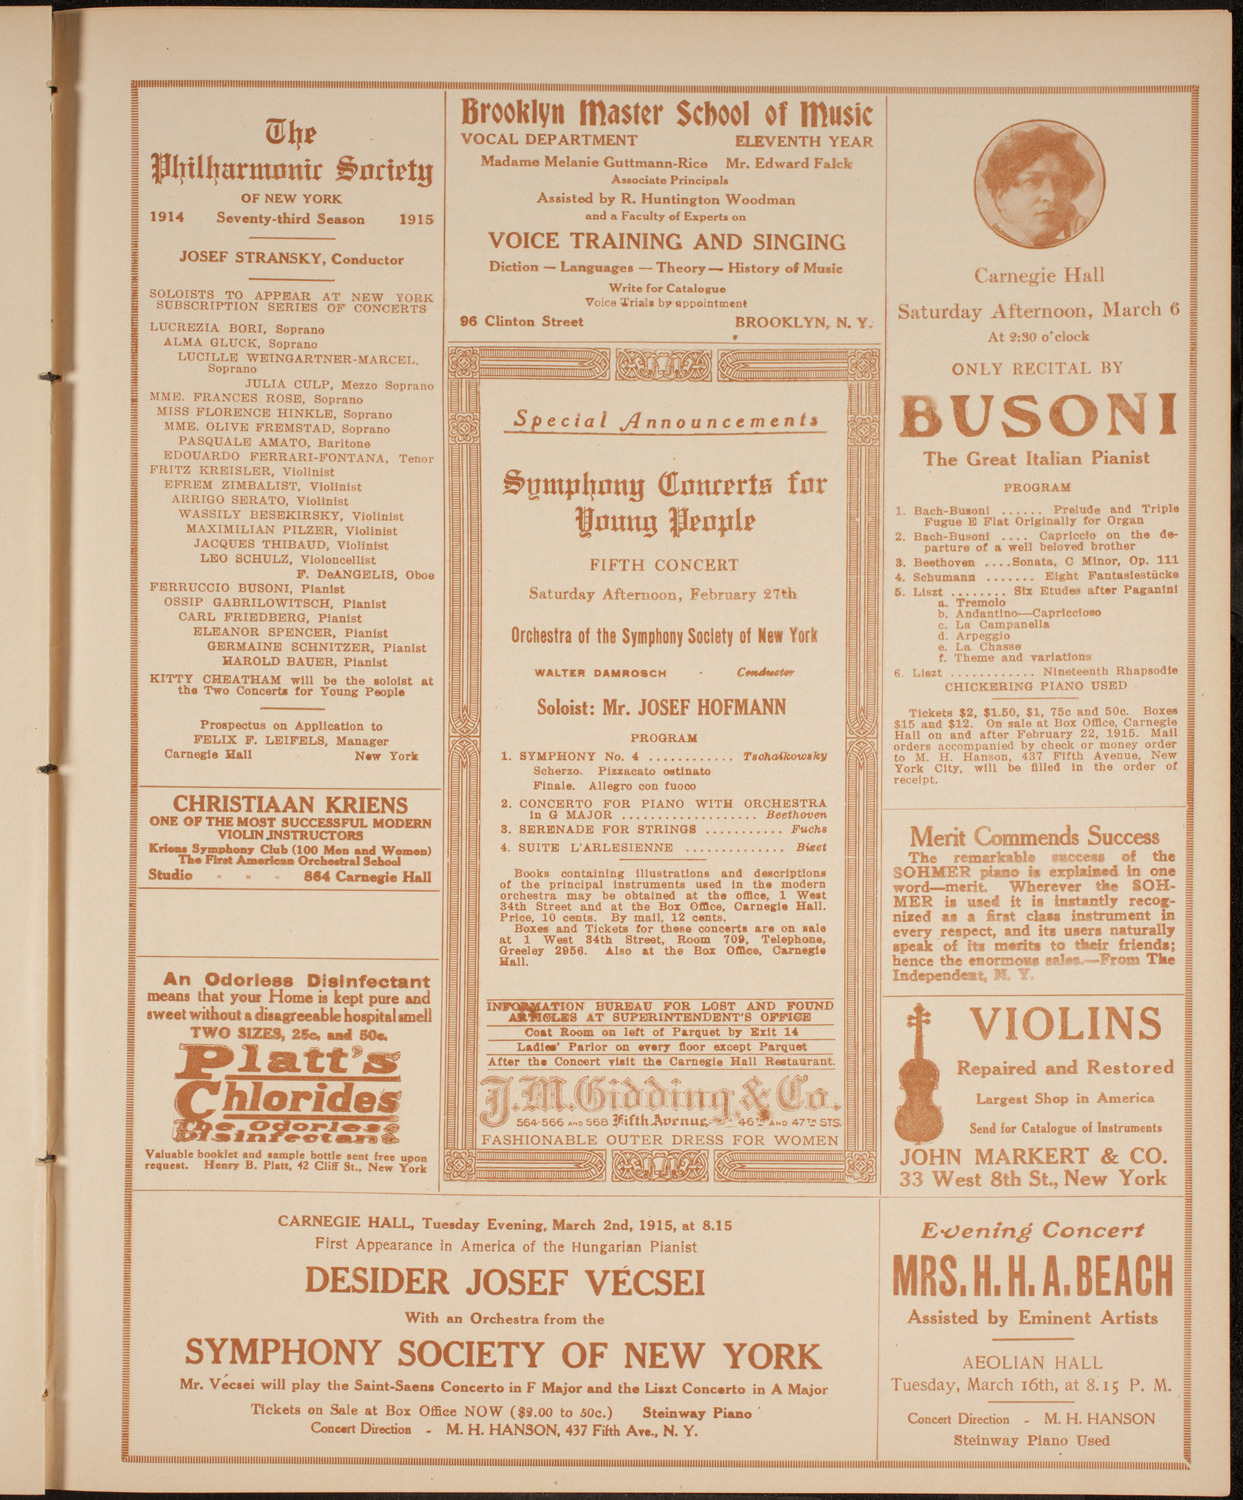 The
Philharmonic Society
OF NEW YORK
1914 Seventy-third Season 1915
JOSEF STRANSKY, Conductor
SOLOISTS TO APPEAR AT NEW YORK
SUBSCRIPTION SERIES OF CONCERTS
LUCREZIA BORI, Soprano
ALMA GLUCK, Soprano
LUCILLE WEINGARTNER-MARCEL,
Soprano
JULIA CULP, Mezzo Soprano
MME. FRANCES ROSE, Soprano
MISS FLORENCE HINKLE, Soprano
MME. OLIVE FREMSTAD, Soprano
PASQUALE AMATO, Baritone
EDOUARDO FERRARI-FONTANA, Tenor
FRITZ KREISLER, Violinist
EFREM ZIMBALIST, Violinist
ARRIGO SERATO, Violinist
WASSILY BESEKIRSKY, Violinist
MAXIMILIAN PILZER, Violinist
JACQUES THIBAUD, Violinist
LEO SCHULZ, Violoncellist
F. DeANGELIS, Oboe
FERRUCCIO BUSONI, Pianist
OSSIP GABRILOWITSCH, Pianist
CARL FRIEDBERG, Pianist
ELEANOR SPENCER, Pianist
GERMAINE SCHNITZER, Pianist
HAROLD BAUER, Pianist
KITTY CHEATHAM will be the soloist at
the Two Concerts for Young People
Prospectus on Application to
FELIX F. LEIFELS, Manager
Carnegie Hall New York
CHRISTIAAN KRIENS
ONE OF THE MOST SUCCESSFUL MODERN
VIOLIN INSTRUCTORS
Kriens Symphony Club (100 Men and Women)
The First American Orchestral School
Studio - - 864 Carnegie Hall
An Odorless Disinfectant
means that your Home is kept pure and
sweet without a disagreeable hospital smell
TWO SIZES, 25c. and 50c.
Platt's
Chlorides
The Odorless
Disinfectant
Valuable booklet and sample bottle sent free upon
request. Henry B. Platt, 42 Cliff St., New York
Brooklyn Master School of Music
VOCAL DEPARTMENT ELEVENTH YEAR
Madame Melanie Guttmann-Rice Mr. Edward Falck
Associate Principals
Assisted by R. Huntington Woodman
and a Faculty of Experts on
VOICE TRAINING AND SINGING
Diction — Languages — Theory — History of Music
Write for Catalogue
Voice Trials by appointment
96 Clinton Street BROOKLYN, N. Y.
Special Announcements
Symphony Concerts for
Young People
FIFTH CONCERT
Saturday Afternoon, February 27th
Orchestra of the Symphony Society of New York
WALTER DAMROSCH - Conductor
Soloist: Mr. JOSEF HOFMANN
PROGRAM
1. SYMPHONY No. 4 ............ Tschaikowsky
Scherzo. Pizzacato ostinato
Finale. Allegro con fuoco
2. CONCERTO FOR PIANO WITH ORCHESTRA
in G MAJOR .................. Beethoven
3. SERENADE FOR STRINGS ........... Fuchs
4. SUITE L'ARLESIENNE .............. Bizet
Books containing illustrations and descriptions
of the principal instruments used in the modern
orchestra may be obtained at the office, 1 West
34th Street and at the Box Office, Carnegie Hall.
Price, 10 cents. By mail, 12 cents.
Boxes and Tickets for these concerts are on sale
at 1 West 34th Street, Room 709, Telephone,
Greeley 2956. Also at the Box Office, Carnegie
Hall.
INFORMATION BUREAU FOR LOST AND FOUND
ARTICLES AT SUPERINTENDENT'S OFFICE
Coat Room on left of Parquet by Exit 14
Ladies' Parlor on every floor except Parquet
After the Concert visit the Carnegie Hall Restaurant.
J.M. Gidding & Co.
564-566 AND 568 Fifth Avenue. 46TH AND 47TH STS.
FASHIONABLE OUTER DRESS FOR WOMEN
Carnegie Hall
Saturday Afternoon, March 6
At 2:30 o'clock
ONLY RECITAL BY
BUSONI
The Great Italian Pianist
PROGRAM
1. Bach-Busoni ...... Prelude and Triple
Fugue E Flat Originally for Organ
2. Bach-Busoni .... Capriccio on the de-
parture of a well beloved brother
3. Beethoven ....Sonata, C Minor, Op. 111
4. Schumann ....... Eight Fantasiestücke
5. Liszt ........ Six Etudes after Paganini
a. Tremolo
b. Andantino—Capriccioso
c. La Campanella
d. Arpeggio
e. La Chasse
f. Theme and variations
6. Liszt ............ Nineteenth Rhapsodie
CHICKERING PIANO USED
Tickets $2, $1.50, $1, 75c and 50c. Boxes
$15 and $12. On sale at Box Office, Carnegie
Hall on and after February 22, 1915. Mail
orders accompanied by check or money order
to M. H. Hanson, 437 Fifth Avenue, New
York City, will be filled in the order of
receipt.
Merit Commends Success
The remarkable success of the
SOHMER piano is explained in one
word—merit. Wherever the SOH-
MER is used it is instantly recog-
nized as a first class instrument in
every respect, and its users naturally
speak of its merits to their friends;
hence the enormous sales.—From The
Independent, N. Y.
VIOLINS
Repaired and Restored
Largest Shop in America
Send for Catalogue of Instruments
JOHN MARKERT & CO.
33 West 8th St., New York
CARNEGIE HALL, Tuesday Evening, March 2nd, 1915, at 8.15
First Appearance in America of the Hungarian Pianist
DESIDER JOSEF VÉCSEI
With an Orchestra from the
SYMPHONY SOCIETY OF NEW YORK
Mr. Vécsei will play the Saint-Saens Concerto in F Major and the Liszt Concerto in A Major
Tickets on Sale at Box Office NOW ($2.00 to 50c.) Steinway Piano
Concert Direction - M. H. HANSON, 437 Fifth Ave., N. Y.
Evening Concert
MRS. H. H. A. BEACH
Assisted by Eminent Artists
AEOLIAN HALL
Tuesday, March 16th, at 8.15 P. M.
Concert Direction - M. H. HANSON
Steinway Piano Used